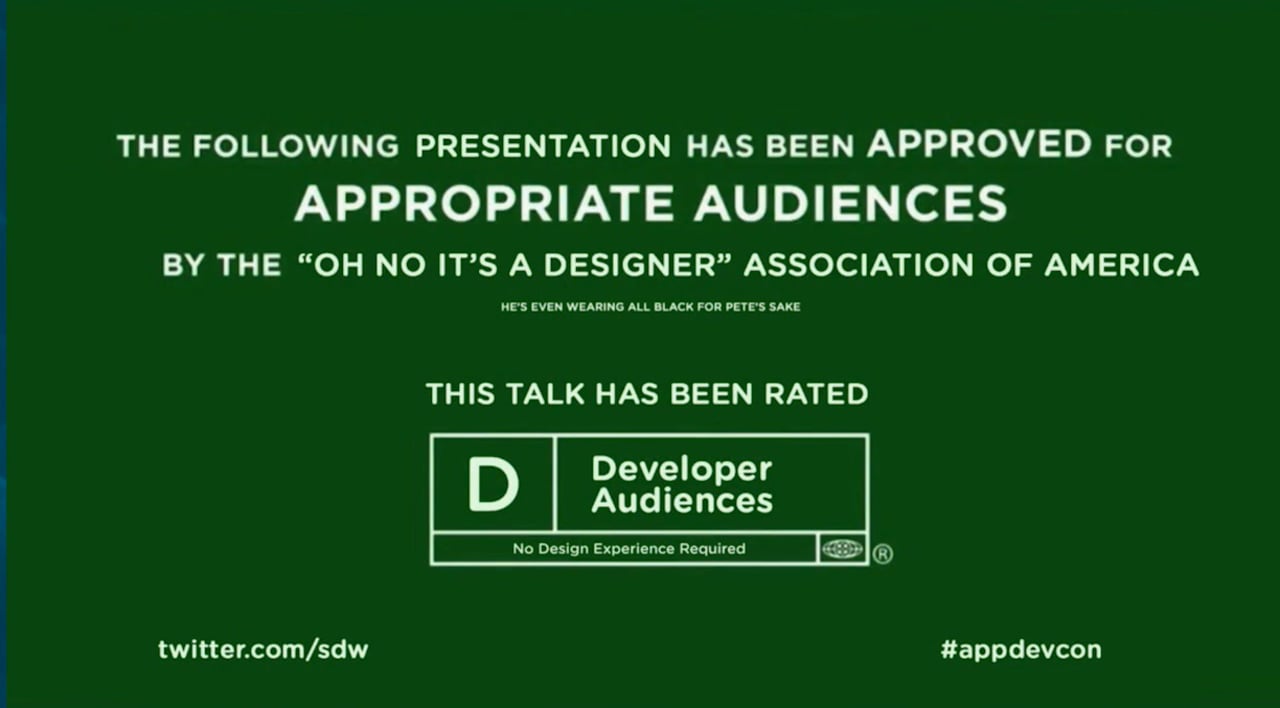 THE FOLLOWING PRESENTATION HAS BEEN APPROVED FOR
APPROPRIATE AUDIENCES
BY THE “OH NO IT’S A DESIGNER” ASSOCIATION OF AMERICA
HE’S EVEN WEARING ALL BLACK FOR PETE’S SAKE
THIS TALK HAS BEEN RATED
D
Developer
Audiences
No Design Experience Required
®
twitter.com/sdw
#appdevcon